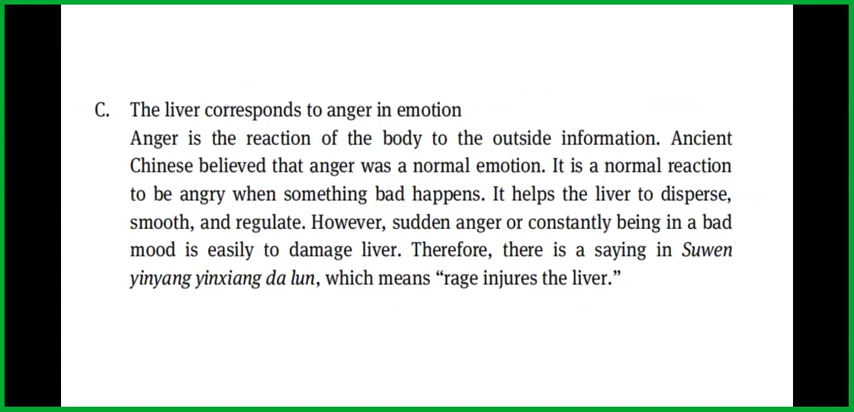 C. The liver corresponds to anger in emotion
Anger is the reaction of the body to the outside information. Ancient
Chinese believed that anger was a normal emotion. It is a normal reaction
to be angry when something bad happens. It helps the liver to disperse,
smooth, and regulate. However, sudden anger or constantly being in a bad
mood is easily to damage liver. Therefore, there is a saying in Suwen
yinyang yinxiang da lun, which means “rage injures the liver.”